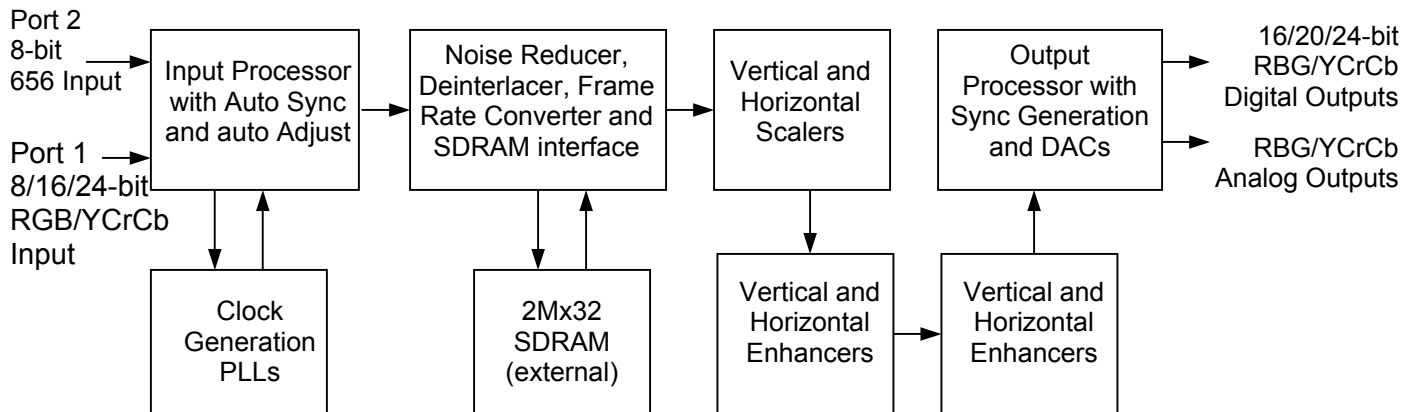 Port 2
8-bit
656 Input
Port 1
8/16/24-bit
RGB/YCrCb
Input
Input Processor
with Auto Sync
and auto Adjust
Noise Reducer,
Deinterlacer, Frame
Rate Converter and
SDRAM interface
Vertical and
Horizontal
Scalers
Output
Processor with
Sync Generation
and DACs
16/20/24-bit
RBG/YCrCb
Digital Outputs
RBG/YCrCb
Analog Outputs
Clock
Generation
PLLs
2Mx32
SDRAM
(external)
Vertical and
Horizontal
Enhancers
Vertical and
Horizontal
Enhancers